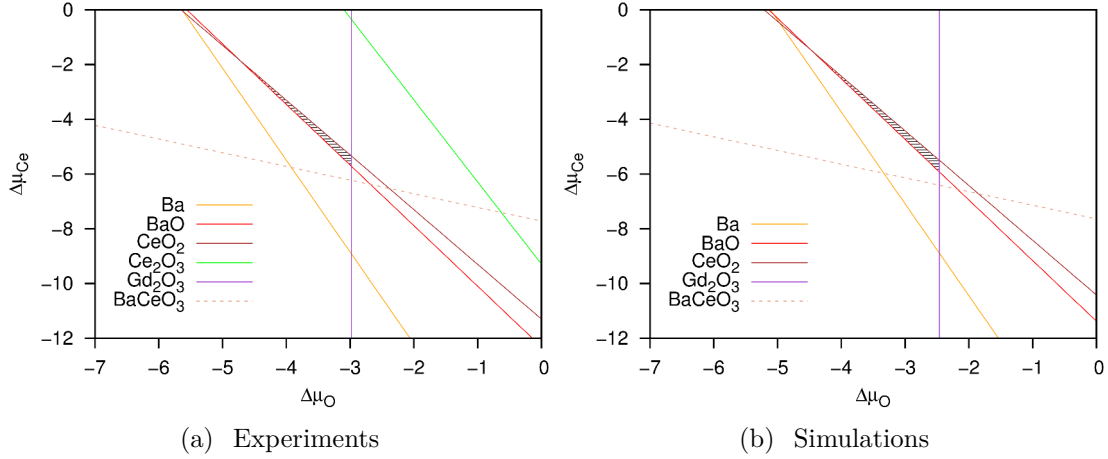 0
−2
−4
−6
−8
−10
−12
−7
−6
−5
−4
−3
−2
−1
0
Δμ_Ce
Δμ_O
Ba
BaO
CeO₂
Ce₂O₃
Gd₂O₃
BaCeO₃
(a) Experiments
0
−2
−4
−6
−8
−10
−12
−7
−6
−5
−4
−3
−2
−1
0
Δμ_Ce
Δμ_O
Ba
BaO
CeO₂
Gd₂O₃
BaCeO₃
(b) Simulations